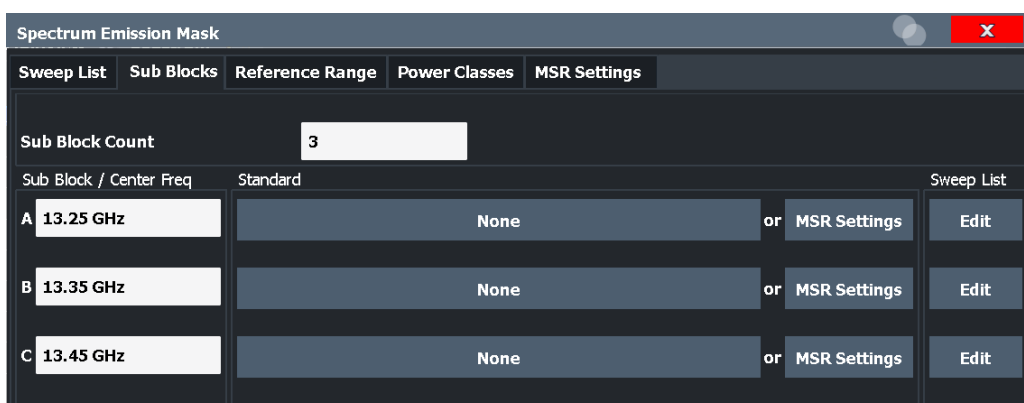 Spectrum Emission Mask X
Sweep List Sub Blocks Reference Range Power Classes MSR Settings
Sub Block Count 3
Sub Block / Center Freq Standard Sweep List
A 13.25 GHz None or MSR Settings Edit
B 13.35 GHz None or MSR Settings Edit
C 13.45 GHz None or MSR Settings Edit